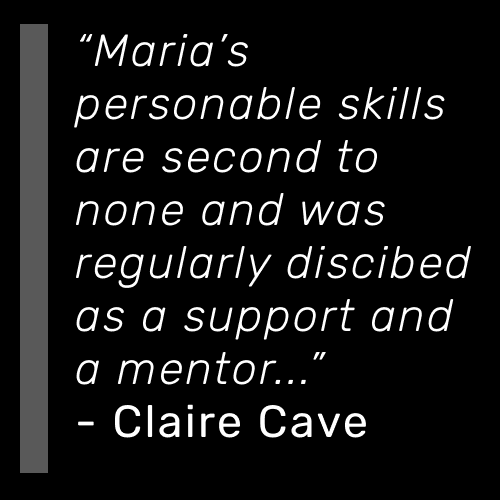 “Maria’s
personable skills
are second to
none and was
regularly discibed
as a support and
a mentor...”
- Claire Cave